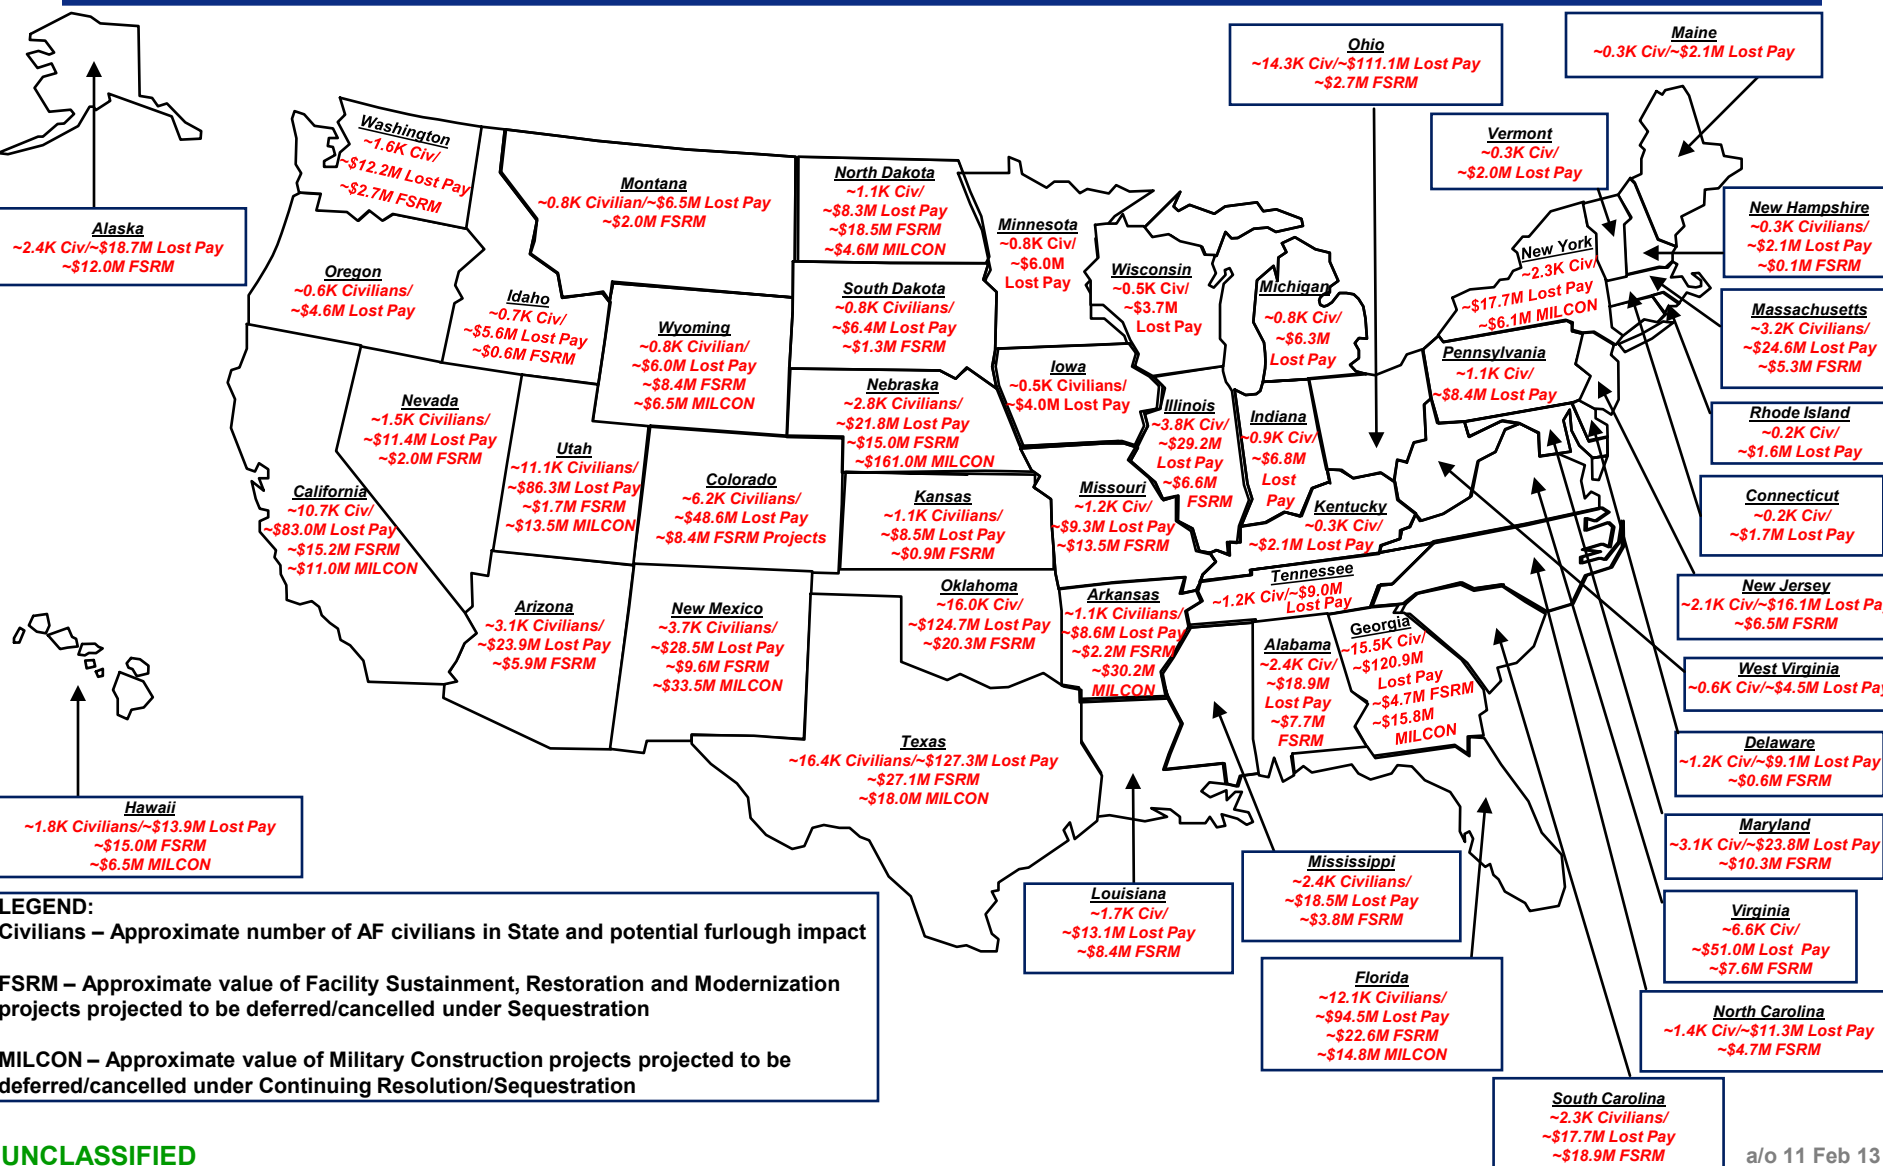 Ohio
~14.3K Civ/~$111.1M Lost Pay
~$2.7M FSRM
Maine
~0.3K Civ/~$2.1M Lost Pay
Vermont
~0.3K Civ/
~$2.0M Lost Pay
Washington
~1.6K Civ/
~$12.2M Lost Pay
~$2.7M FSRM
Montana
~0.8K Civilian/~$6.5M Lost Pay
~$2.0M FSRM
North Dakota
~1.1K Civ/
~$8.3M Lost Pay
~$18.5M FSRM
~$4.6M MILCON
Minnesota
~0.8K Civ/
~$6.0M
Lost Pay
New Hampshire
~0.3K Civilians/
~$2.1M Lost Pay
~$0.1M FSRM
Alaska
~2.4K Civ/~$18.7M Lost Pay
~$12.0M FSRM
Oregon
~0.6K Civilians/
~$4.6M Lost Pay
Idaho
~0.7K Civ/
~$5.6M Lost Pay
~$0.6M FSRM
Wyoming
~0.8K Civilian/
~$6.0M Lost Pay
~$8.4M FSRM
~$6.5M MILCON
South Dakota
~0.8K Civilians/
~$6.4M Lost Pay
~$1.3M FSRM
Wisconsin
~0.5K Civ/
~$3.7M
Lost Pay
Michigan
~0.8K Civ/
~$6.3M
Lost Pay
New York
~2.3K Civ/
~$17.7M Lost Pay
~$6.1M MILCON
Massachusetts
~3.2K Civilians/
~$24.6M Lost Pay
~$5.3M FSRM
Pennsylvania
~1.1K Civ/
~$8.4M Lost Pay
Iowa
~0.5K Civilians/
~$4.0M Lost Pay
Nebraska
~2.8K Civilians/
~$21.8M Lost Pay
~$15.0M FSRM
~$161.0M MILCON
Nevada
~1.5K Civilians/
~$11.4M Lost Pay
~$2.0M FSRM
Utah
~11.1K Civilians/
~$86.3M Lost Pay
~$1.7M FSRM
~$13.5M MILCON
Illinois
~3.8K Civ/
~$29.2M
Lost Pay
~$6.6M
FSRM
Indiana
~0.9K Civ/
~$6.8M
Lost
Pay
Rhode Island
~0.2K Civ/
~$1.6M Lost Pay
California
~10.7K Civ/
~$83.0M Lost Pay
~$15.2M FSRM
~$11.0M MILCON
Colorado
~6.2K Civilians/
~$48.6M Lost Pay
~$8.4M FSRM Projects
Kansas
~1.1K Civilians/
~$8.5M Lost Pay
~$0.9M FSRM
Missouri
~1.2K Civ/
~$9.3M Lost Pay
~$13.5M FSRM
Kentucky
~0.3K Civ/
~$2.1M Lost Pay
Connecticut
~0.2K Civ/
~$1.7M Lost Pay
Tennessee
~1.2K Civ/~$9.0M
Lost Pay
New Jersey
~2.1K Civ/~$16.1M Lost Pa
~$6.5M FSRM
Arizona
~3.1K Civilians/
~$23.9M Lost Pay
~$5.9M FSRM
New Mexico
~3.7K Civilians/
~$28.5M Lost Pay
~$9.6M FSRM
~$33.5M MILCON
Oklahoma
~16.0K Civ/
~$124.7M Lost Pay
~$20.3M FSRM
Arkansas
~1.1K Civilians/
~$8.6M Lost Pay
~$2.2M FSRM
~$30.2M
MILCON
Alabama
~2.4K Civ/
~$18.9M
Lost Pay
~$7.7M
FSRM
Georgia
~15.5K Civ/
~$120.9M
Lost Pay
~$4.7M FSRM
~$15.8M
MILCON
West Virginia
~0.6K Civ/~$4.5M Lost Pay
Texas
~16.4K Civilians/~$127.3M Lost Pay
~$27.1M FSRM
~$18.0M MILCON
Delaware
~1.2K Civ/~$9.1M Lost Pay
~$0.6M FSRM
Hawaii
~1.8K Civilians/~$13.9M Lost Pay
~$15.0M FSRM
~$6.5M MILCON
Maryland
~3.1K Civ/~$23.8M Lost Pay
~$10.3M FSRM
Mississippi
~2.4K Civilians/
~$18.5M Lost Pay
~$3.8M FSRM
Louisiana
~1.7K Civ/
~$13.1M Lost Pay
~$8.4M FSRM
Virginia
~6.6K Civ/
~$51.0M Lost Pay
~$7.6M FSRM
Florida
~12.1K Civilians/
~$94.5M Lost Pay
~$22.6M FSRM
~$14.8M MILCON
North Carolina
~1.4K Civ/~$11.3M Lost Pay
~$4.7M FSRM
South Carolina
~2.3K Civilians/
~$17.7M Lost Pay
~$18.9M FSRM
LEGEND:
Civilians – Approximate number of AF civilians in State and potential furlough impact
FSRM – Approximate value of Facility Sustainment, Restoration and Modernization
projects projected to be deferred/cancelled under Sequestration
MILCON – Approximate value of Military Construction projects projected to be
deferred/cancelled under Continuing Resolution/Sequestration
UNCLASSIFIED
a/o 11 Feb 13